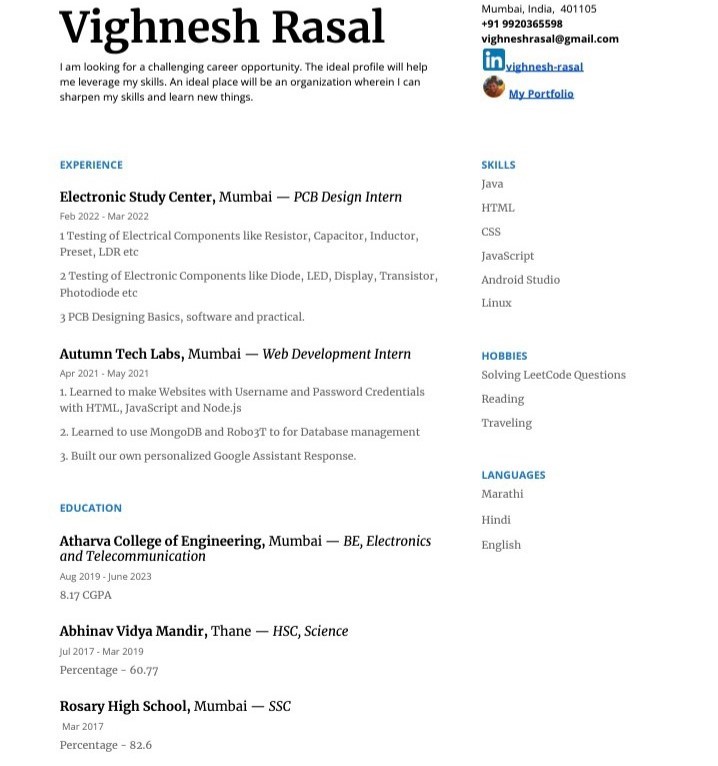 Vighnesh Rasal
I am looking for a challenging career opportunity. The ideal profile will help
me leverage my skills. An ideal place will be an organization wherein I can
sharpen my skills and learn new things.
Mumbai, India, 401105
+91 9920365598
vighneshrasal@gmail.com
in vighnesh-rasal
My Portfolio
EXPERIENCE
Electronic Study Center, Mumbai — PCB Design Intern
Feb 2022 - Mar 2022
1 Testing of Electrical Components like Resistor, Capacitor, Inductor,
Preset, LDR etc
2 Testing of Electronic Components like Diode, LED, Display, Transistor,
Photodiode etc
3 PCB Designing Basics, software and practical.
Autumn Tech Labs, Mumbai — Web Development Intern
Apr 2021 - May 2021
1. Learned to make Websites with Username and Password Credentials
with HTML, JavaScript and Node.js
2. Learned to use MongoDB and Robo3T to for Database management
3. Built our own personalized Google Assistant Response.
EDUCATION
Atharva College of Engineering, Mumbai — BE, Electronics
and Telecommunication
Aug 2019 - June 2023
8.17 CGPA
Abhinav Vidya Mandir, Thane — HSC, Science
Jul 2017 - Mar 2019
Percentage - 60.77
Rosary High School, Mumbai — SSC
Mar 2017
Percentage - 82.6
SKILLS
Java
HTML
CSS
JavaScript
Android Studio
Linux
HOBBIES
Solving LeetCode Questions
Reading
Traveling
LANGUAGES
Marathi
Hindi
English